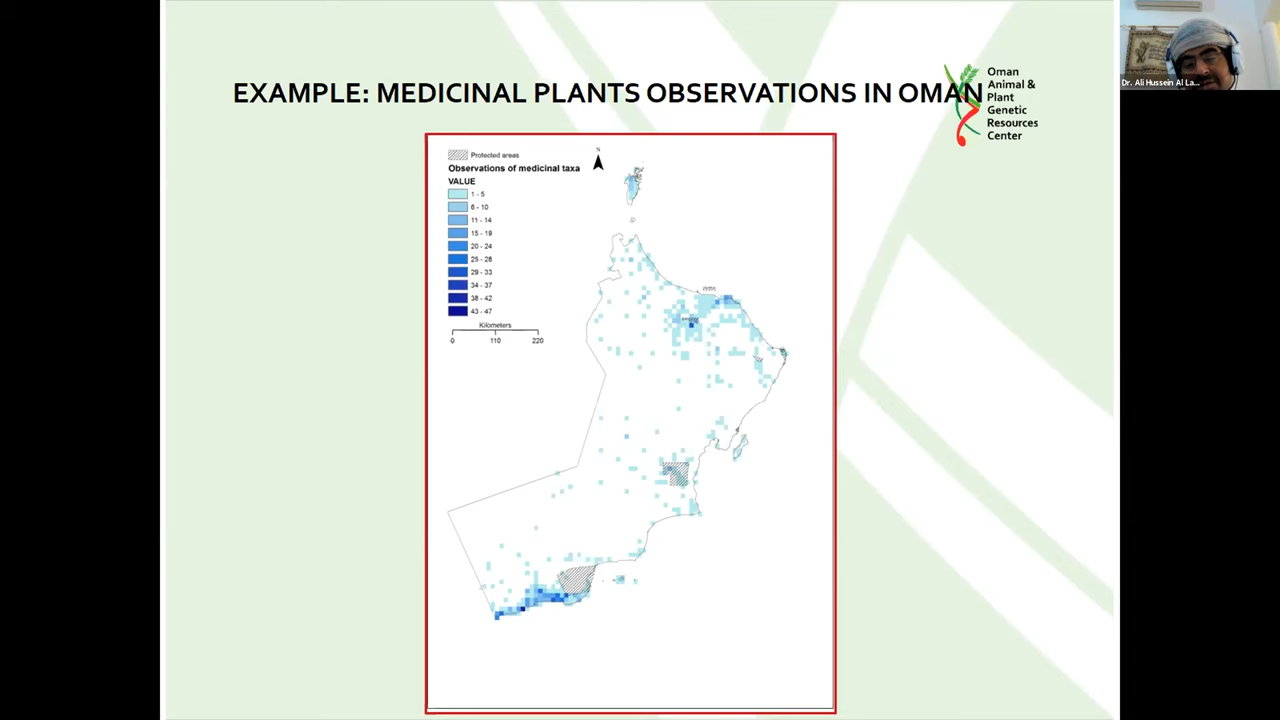 EXAMPLE: MEDICINAL PLANTS OBSERVATIONS IN OMAN
Oman
Animal &
Plant
Genetic
Resources
Center
Dr. Ali Hussein Al La...
N
Protected areas
Observations of medicinal taxa
VALUE
1 - 5
6 - 10
11 - 14
15 - 19
20 - 24
25 - 28
29 - 33
34 - 37
38 - 42
43 - 47
Kilometers
0 110 220